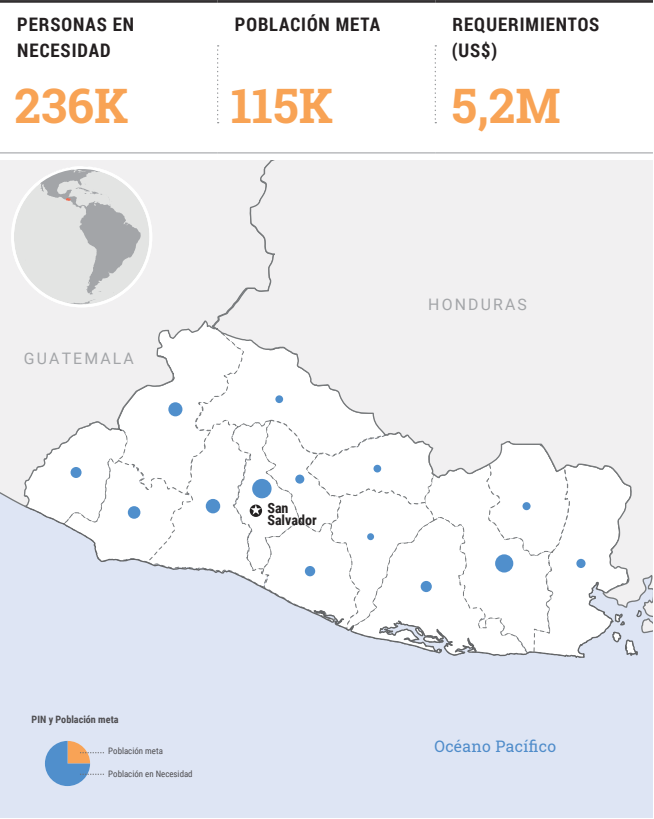 PERSONAS EN
NECESIDAD
236K
POBLACIÓN META
115K
REQUERIMIENTOS
(US$)
5,2M
HONDURAS
GUATEMALA
San
Salvador
PIN y Población meta
Población meta
Población en Necesidad
Océano Pacífico